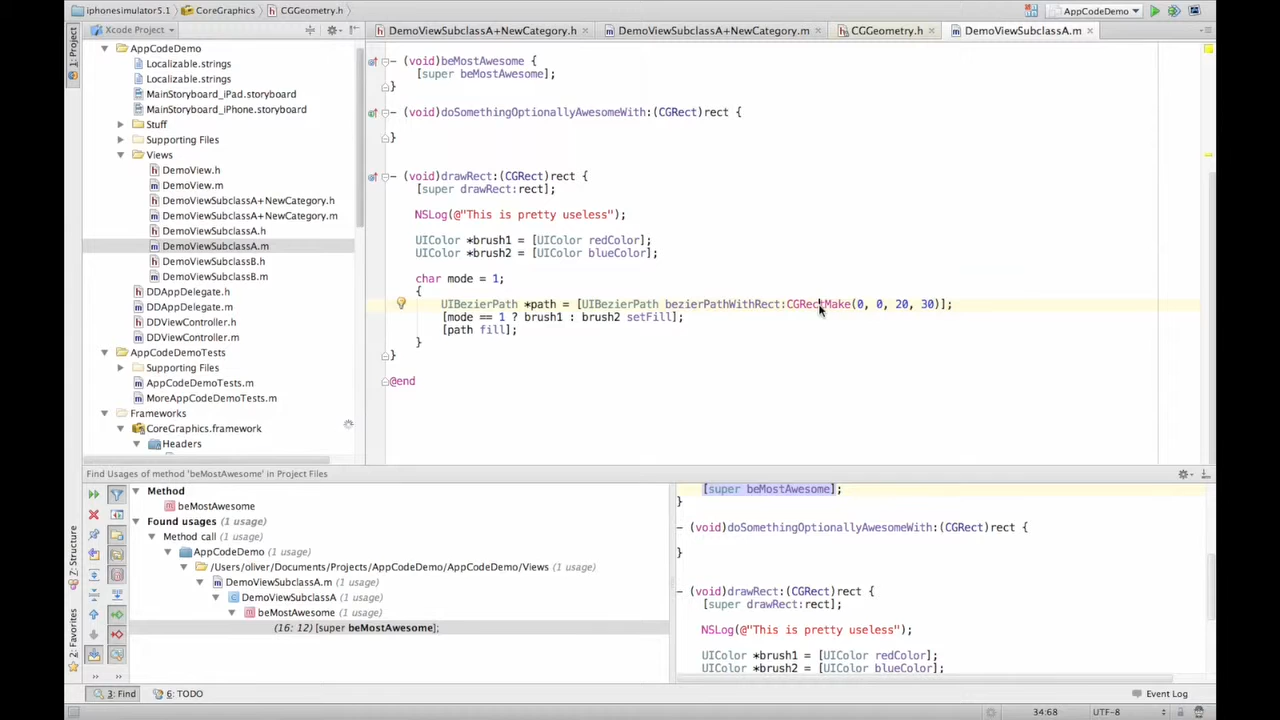 iphonesimulator5.1 CoreGraphics CGGeometry.h AppCodeDemo
1: Project
Xcode Project
DemoViewSubclassA+NewCategory.h DemoViewSubclassA+NewCategory.m CGGeometry.h DemoViewSubclassA.m
AppCodeDemo
Localizable.strings
Localizable.strings
MainStoryboard_iPad.storyboard
MainStoryboard_iPhone.storyboard
Stuff
Supporting Files
Views
DemoView.h
DemoView.m
DemoViewSubclassA+NewCategory.h
DemoViewSubclassA+NewCategory.m
DemoViewSubclassA.h
DemoViewSubclassA.m
DemoViewSubclassB.h
DemoViewSubclassB.m
DDAppDelegate.h
DDAppDelegate.m
DDViewController.h
DDViewController.m
AppCodeDemoTests
Supporting Files
AppCodeDemoTests.m
MoreAppCodeDemoTests.m
Frameworks
CoreGraphics.framework
Headers
- (void)beMostAwesome {
[super beMostAwesome];
}
- (void)doSomethingOptionallyAwesomeWith:(CGRect)rect {
}
- (void)drawRect:(CGRect)rect {
[super drawRect:rect];
NSLog(@"This is pretty useless");
UIColor *brush1 = [UIColor redColor];
UIColor *brush2 = [UIColor blueColor];
char mode = 1;
{
UIBezierPath *path = [UIBezierPath bezierPathWithRect:CGRectMake(0, 0, 20, 30)];
[mode == 1 ? brush1 : brush2 setFill];
[path fill];
}
}
@end
Find Usages of method 'beMostAwesome' in Project Files
7: Structure
2: Favorites
Method
beMostAwesome
Found usages (1 usage)
Method call (1 usage)
AppCodeDemo (1 usage)
/Users/oliver/Documents/Projects/AppCodeDemo/AppCodeDemo/Views (1 usage)
DemoViewSubclassA.m (1 usage)
DemoViewSubclassA (1 usage)
beMostAwesome (1 usage)
(16: 12) [super beMostAwesome];
[super beMostAwesome];
}
- (void)doSomethingOptionallyAwesomeWith:(CGRect)rect {
}
- (void)drawRect:(CGRect)rect {
[super drawRect:rect];
NSLog(@"This is pretty useless");
UIColor *brush1 = [UIColor redColor];
UIColor *brush2 = [UIColor blueColor];
3: Find 6: TODO Event Log
34:68 UTF-8